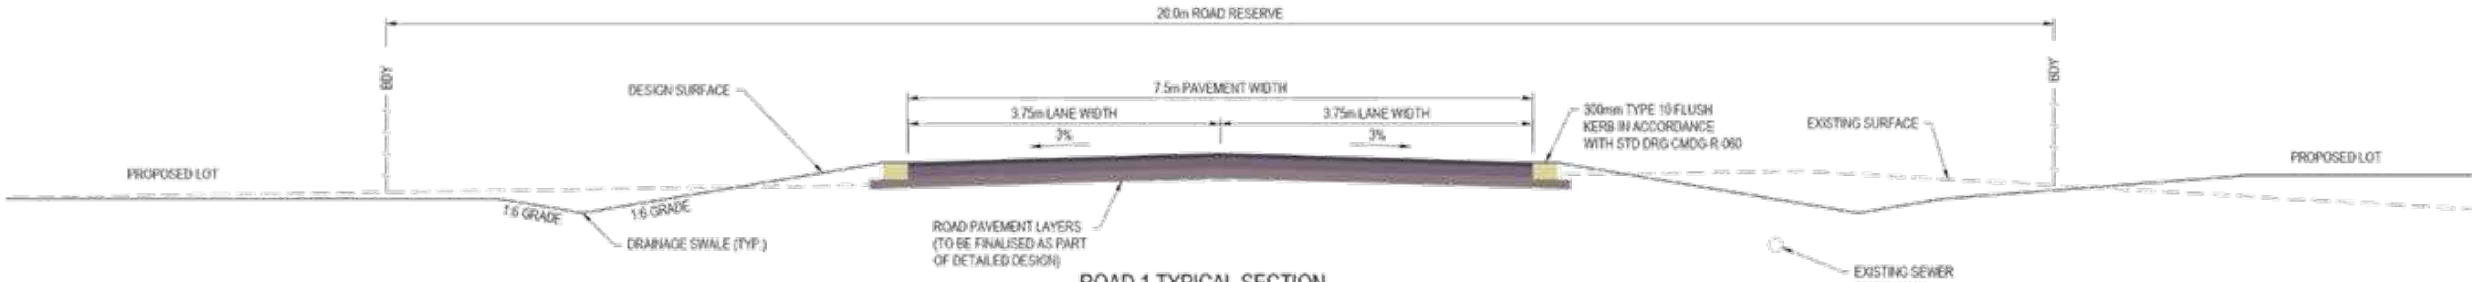 20.0m ROAD RESERVE
BDY
BDY
DESIGN SURFACE
7.5m PAVEMENT WIDTH
3.75m LANE WIDTH
3.75m LANE WIDTH
3%
3%
300mm TYPE 10 FLUSH
KERB IN ACCORDANCE
WITH STD DRG CMDG-R-060
EXISTING SURFACE
PROPOSED LOT
PROPOSED LOT
1:6 GRADE
1:6 GRADE
DRAINAGE SWALE (TYP.)
ROAD PAVEMENT LAYERS
(TO BE FINALISED AS PART
OF DETAILED DESIGN)
EXISTING SEWER
ROAD 1 TYPICAL SECTION